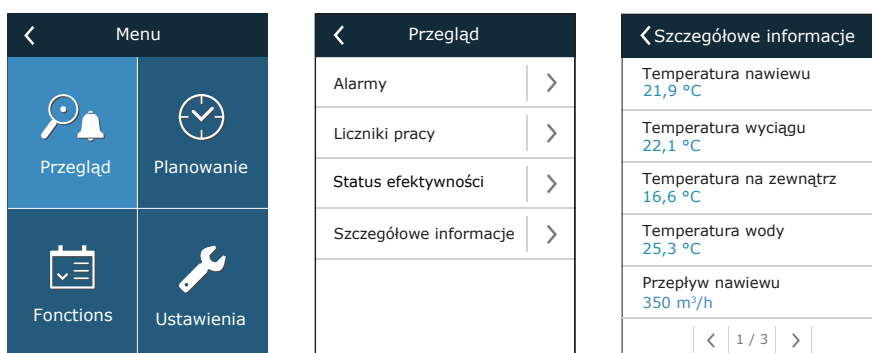 Menu
Przegląd
Planowanie
Fonctions
Ustawienia
Przegląd
Alarmy
Liczniki pracy
Status efektywności
Szczegółowe informacje
Szczegółowe informacje
Temperatura nawiewu
21,9 °C
Temperatura wyciągu
22,1 °C
Temperatura na zewnątrz
16,6 °C
Temperatura wody
25,3 °C
Przepływ nawiewu
350 m³/h
1 / 3